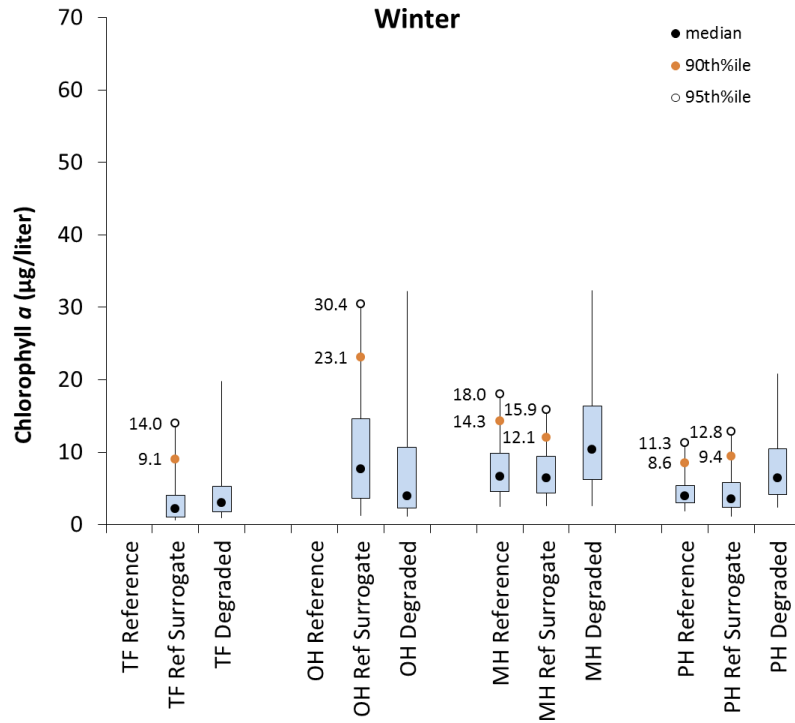 Winter
median
90th%ile
95th%ile
Chlorophyll a (µg/liter)
70
60
50
40
30
20
10
0
14.0
9.1
30.4
23.1
18.0
14.3
15.9
12.1
11.3
8.6
12.8
9.4
TF Reference
TF Ref Surrogate
TF Degraded
OH Reference
OH Ref Surrogate
OH Degraded
MH Reference
MH Ref Surrogate
MH Degraded
PH Reference
PH Ref Surrogate
PH Degraded